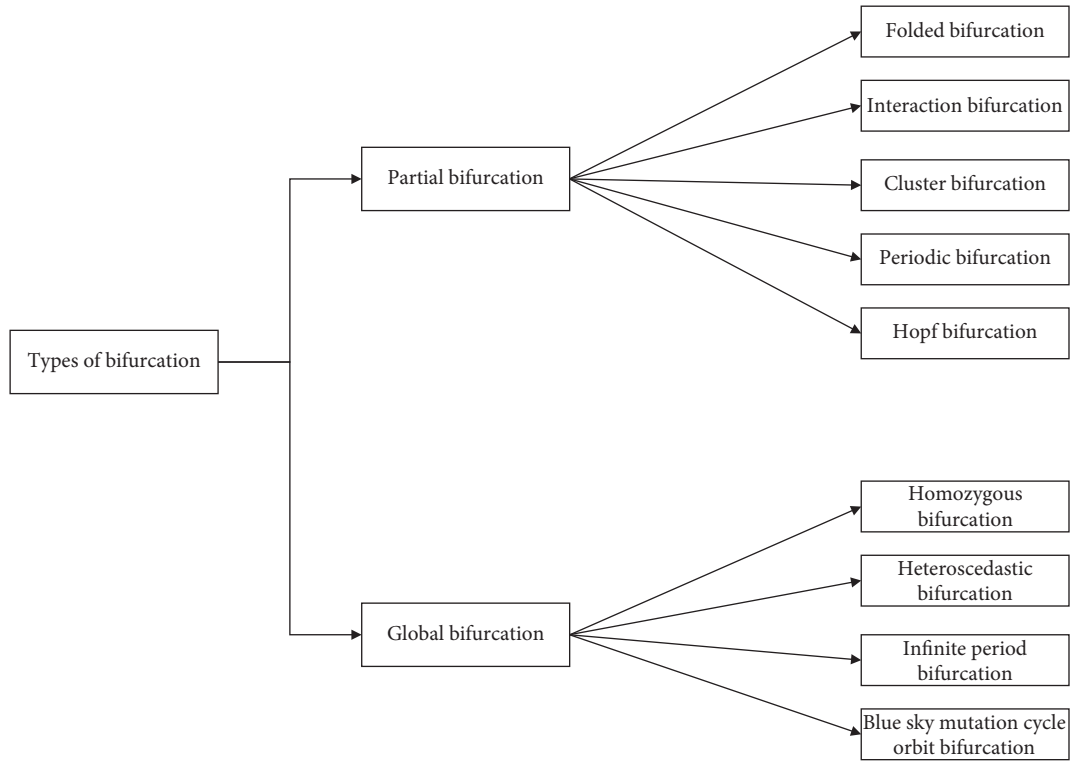 Types of bifurcation
Partial bifurcation
Folded bifurcation
Interaction bifurcation
Cluster bifurcation
Periodic bifurcation
Hopf bifurcation
Global bifurcation
Homozygous
bifurcation
Heteroscedastic
bifurcation
Infinite period
bifurcation
Blue sky mutation cycle
orbit bifurcation